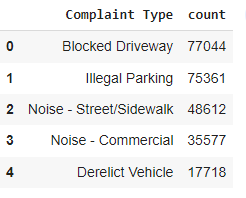 Complaint Type count
0 Blocked Driveway 77044
1 Illegal Parking 75361
2 Noise - Street/Sidewalk 48612
3 Noise - Commercial 35577
4 Derelict Vehicle 17718